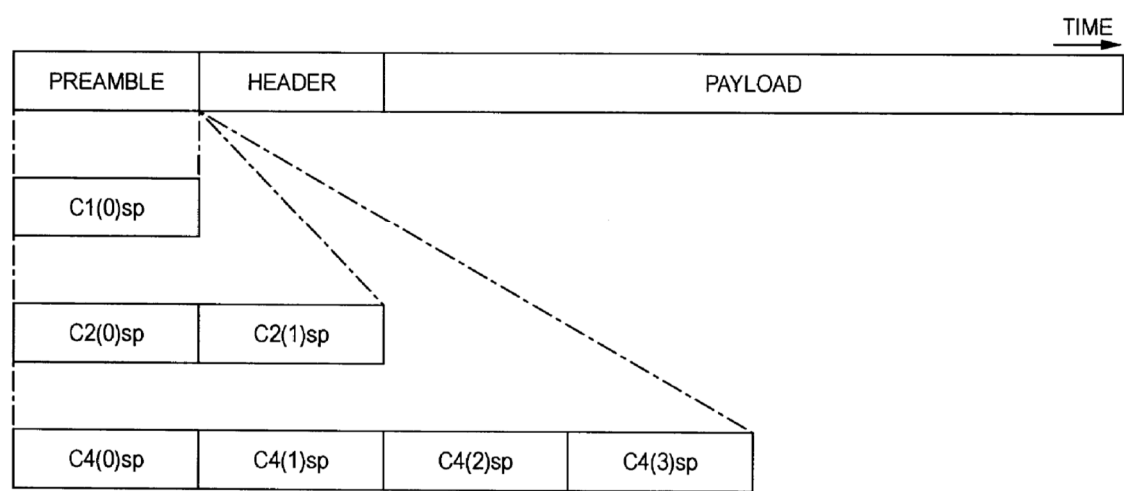 TIME
PREAMBLE HEADER PAYLOAD
C1(0)sp
C2(0)sp C2(1)sp
C4(0)sp C4(1)sp C4(2)sp C4(3)sp